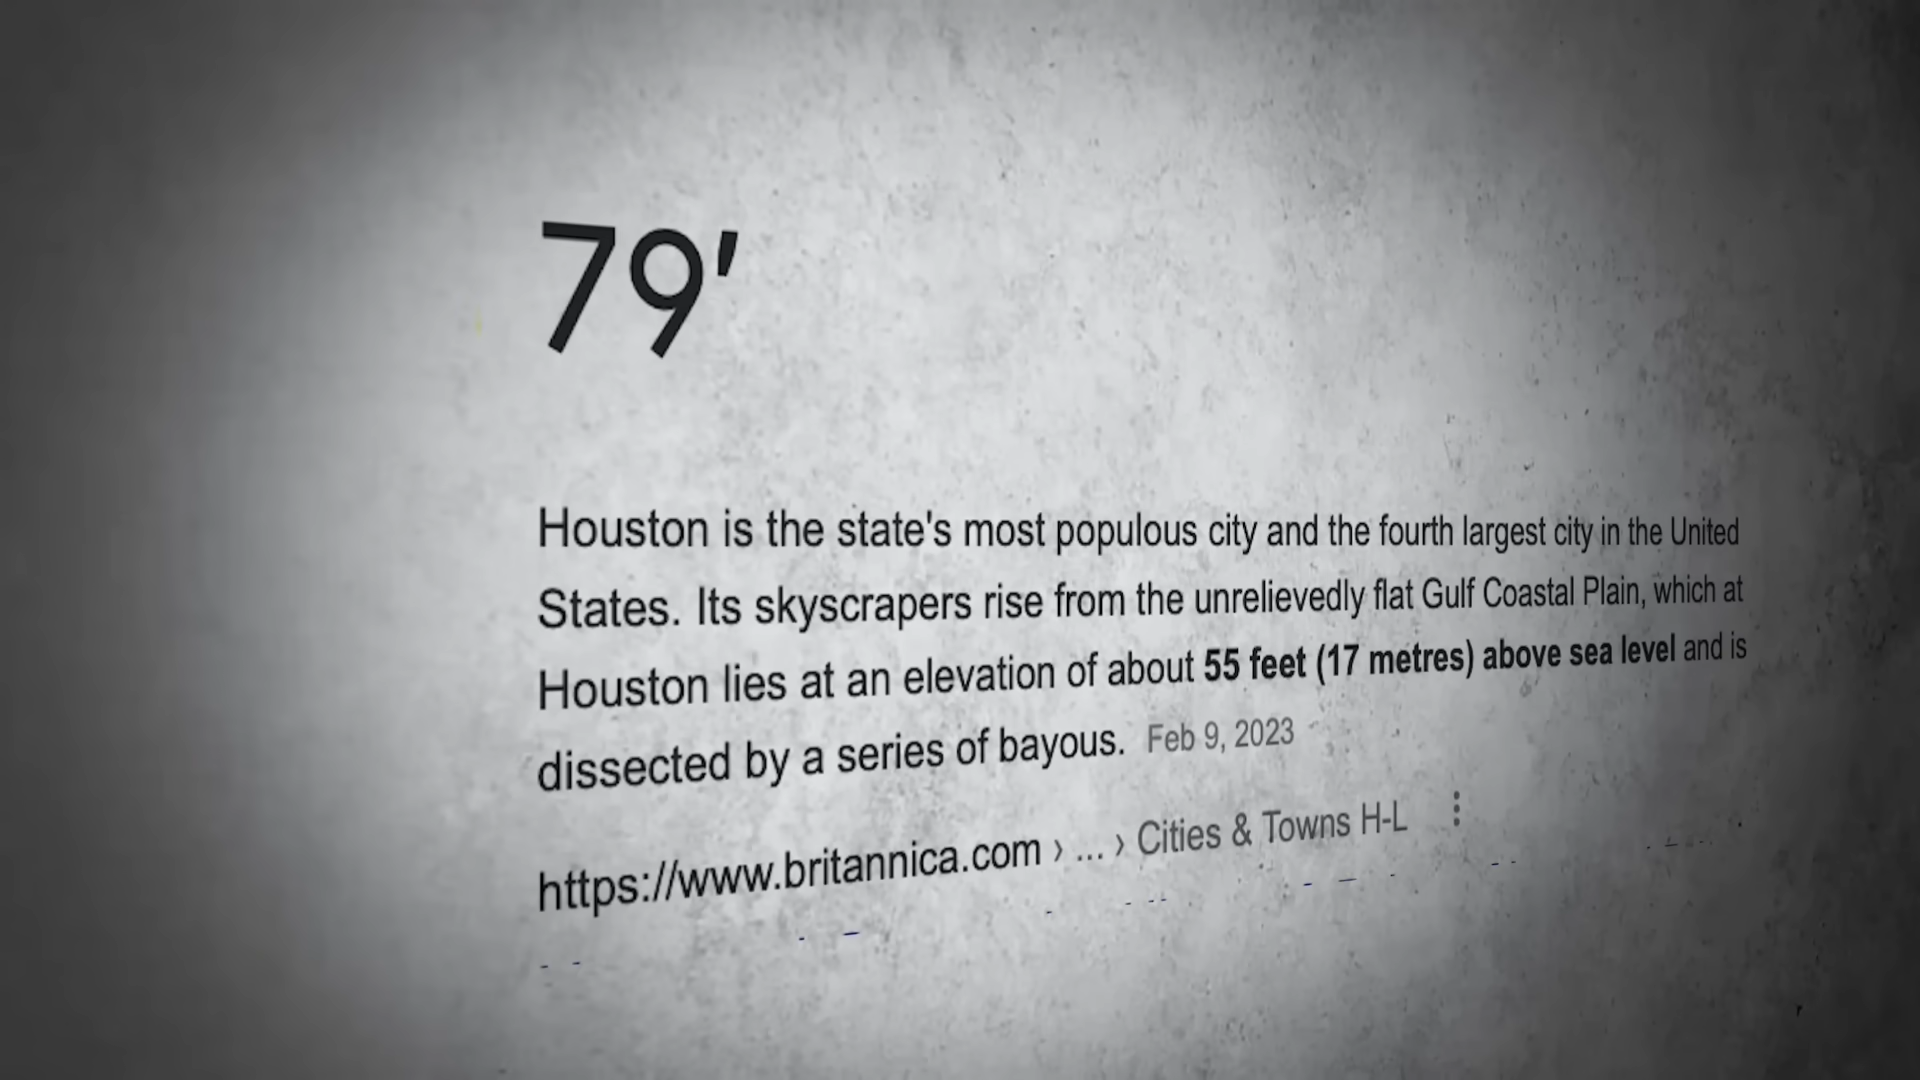 79'
Houston is the state's most populous city and the fourth largest city in the United
States. Its skyscrapers rise from the unrelievedly flat Gulf Coastal Plain, which at
Houston lies at an elevation of about 55 feet (17 metres) above sea level and is
dissected by a series of bayous. Feb 9, 2023
https://www.britannica.com › ... › Cities & Towns H-L